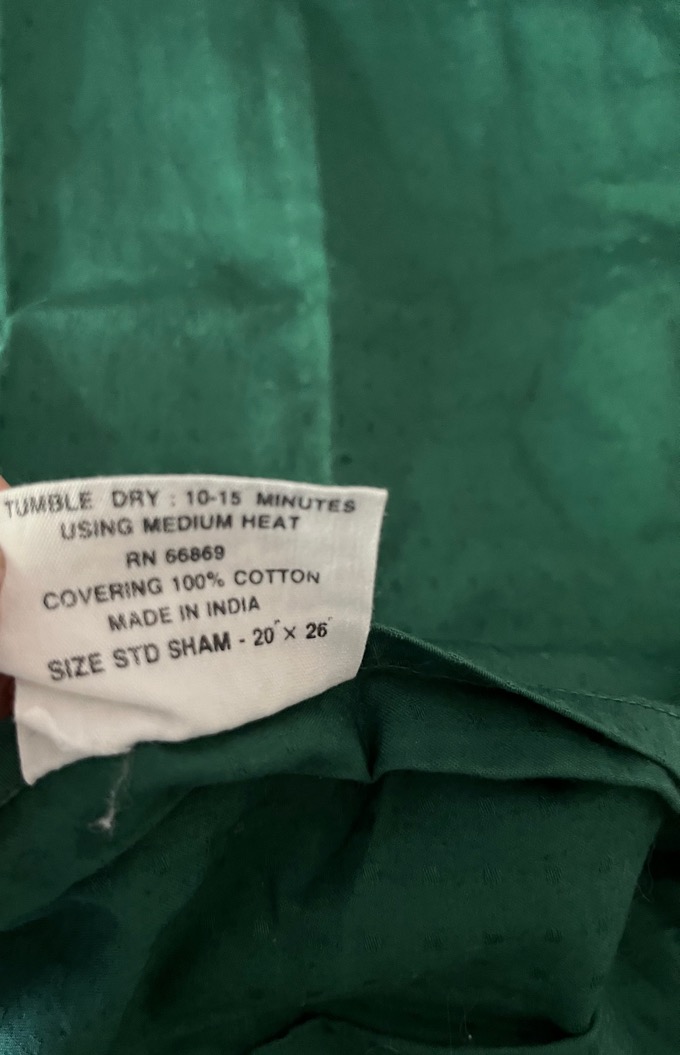 TUMBLE DRY : 10-15 MINUTES
USING MEDIUM HEAT
RN 66869
COVERING 100% COTTON
MADE IN INDIA
SIZE STD SHAM - 20" × 26"